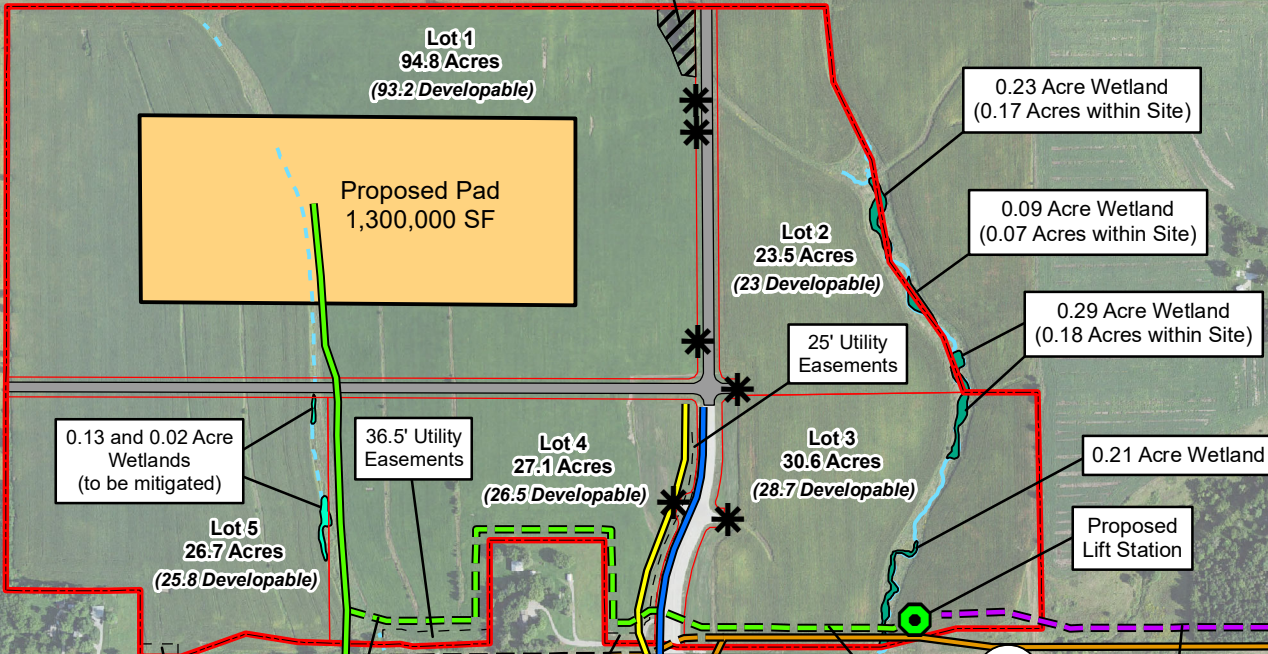 Lot 1
94.8 Acres
(93.2 Developable)
0.23 Acre Wetland
(0.17 Acres within Site)
Proposed Pad
1,300,000 SF
0.09 Acre Wetland
(0.07 Acres within Site)
Lot 2
23.5 Acres
(23 Developable)
0.29 Acre Wetland
(0.18 Acres within Site)
25' Utility
Easements
0.13 and 0.02 Acre
Wetlands
(to be mitigated)
36.5' Utility
Easements
Lot 4
27.1 Acres
(26.5 Developable)
Lot 3
30.6 Acres
(28.7 Developable)
0.21 Acre Wetland
Lot 5
26.7 Acres
(25.8 Developable)
Proposed
Lift Station